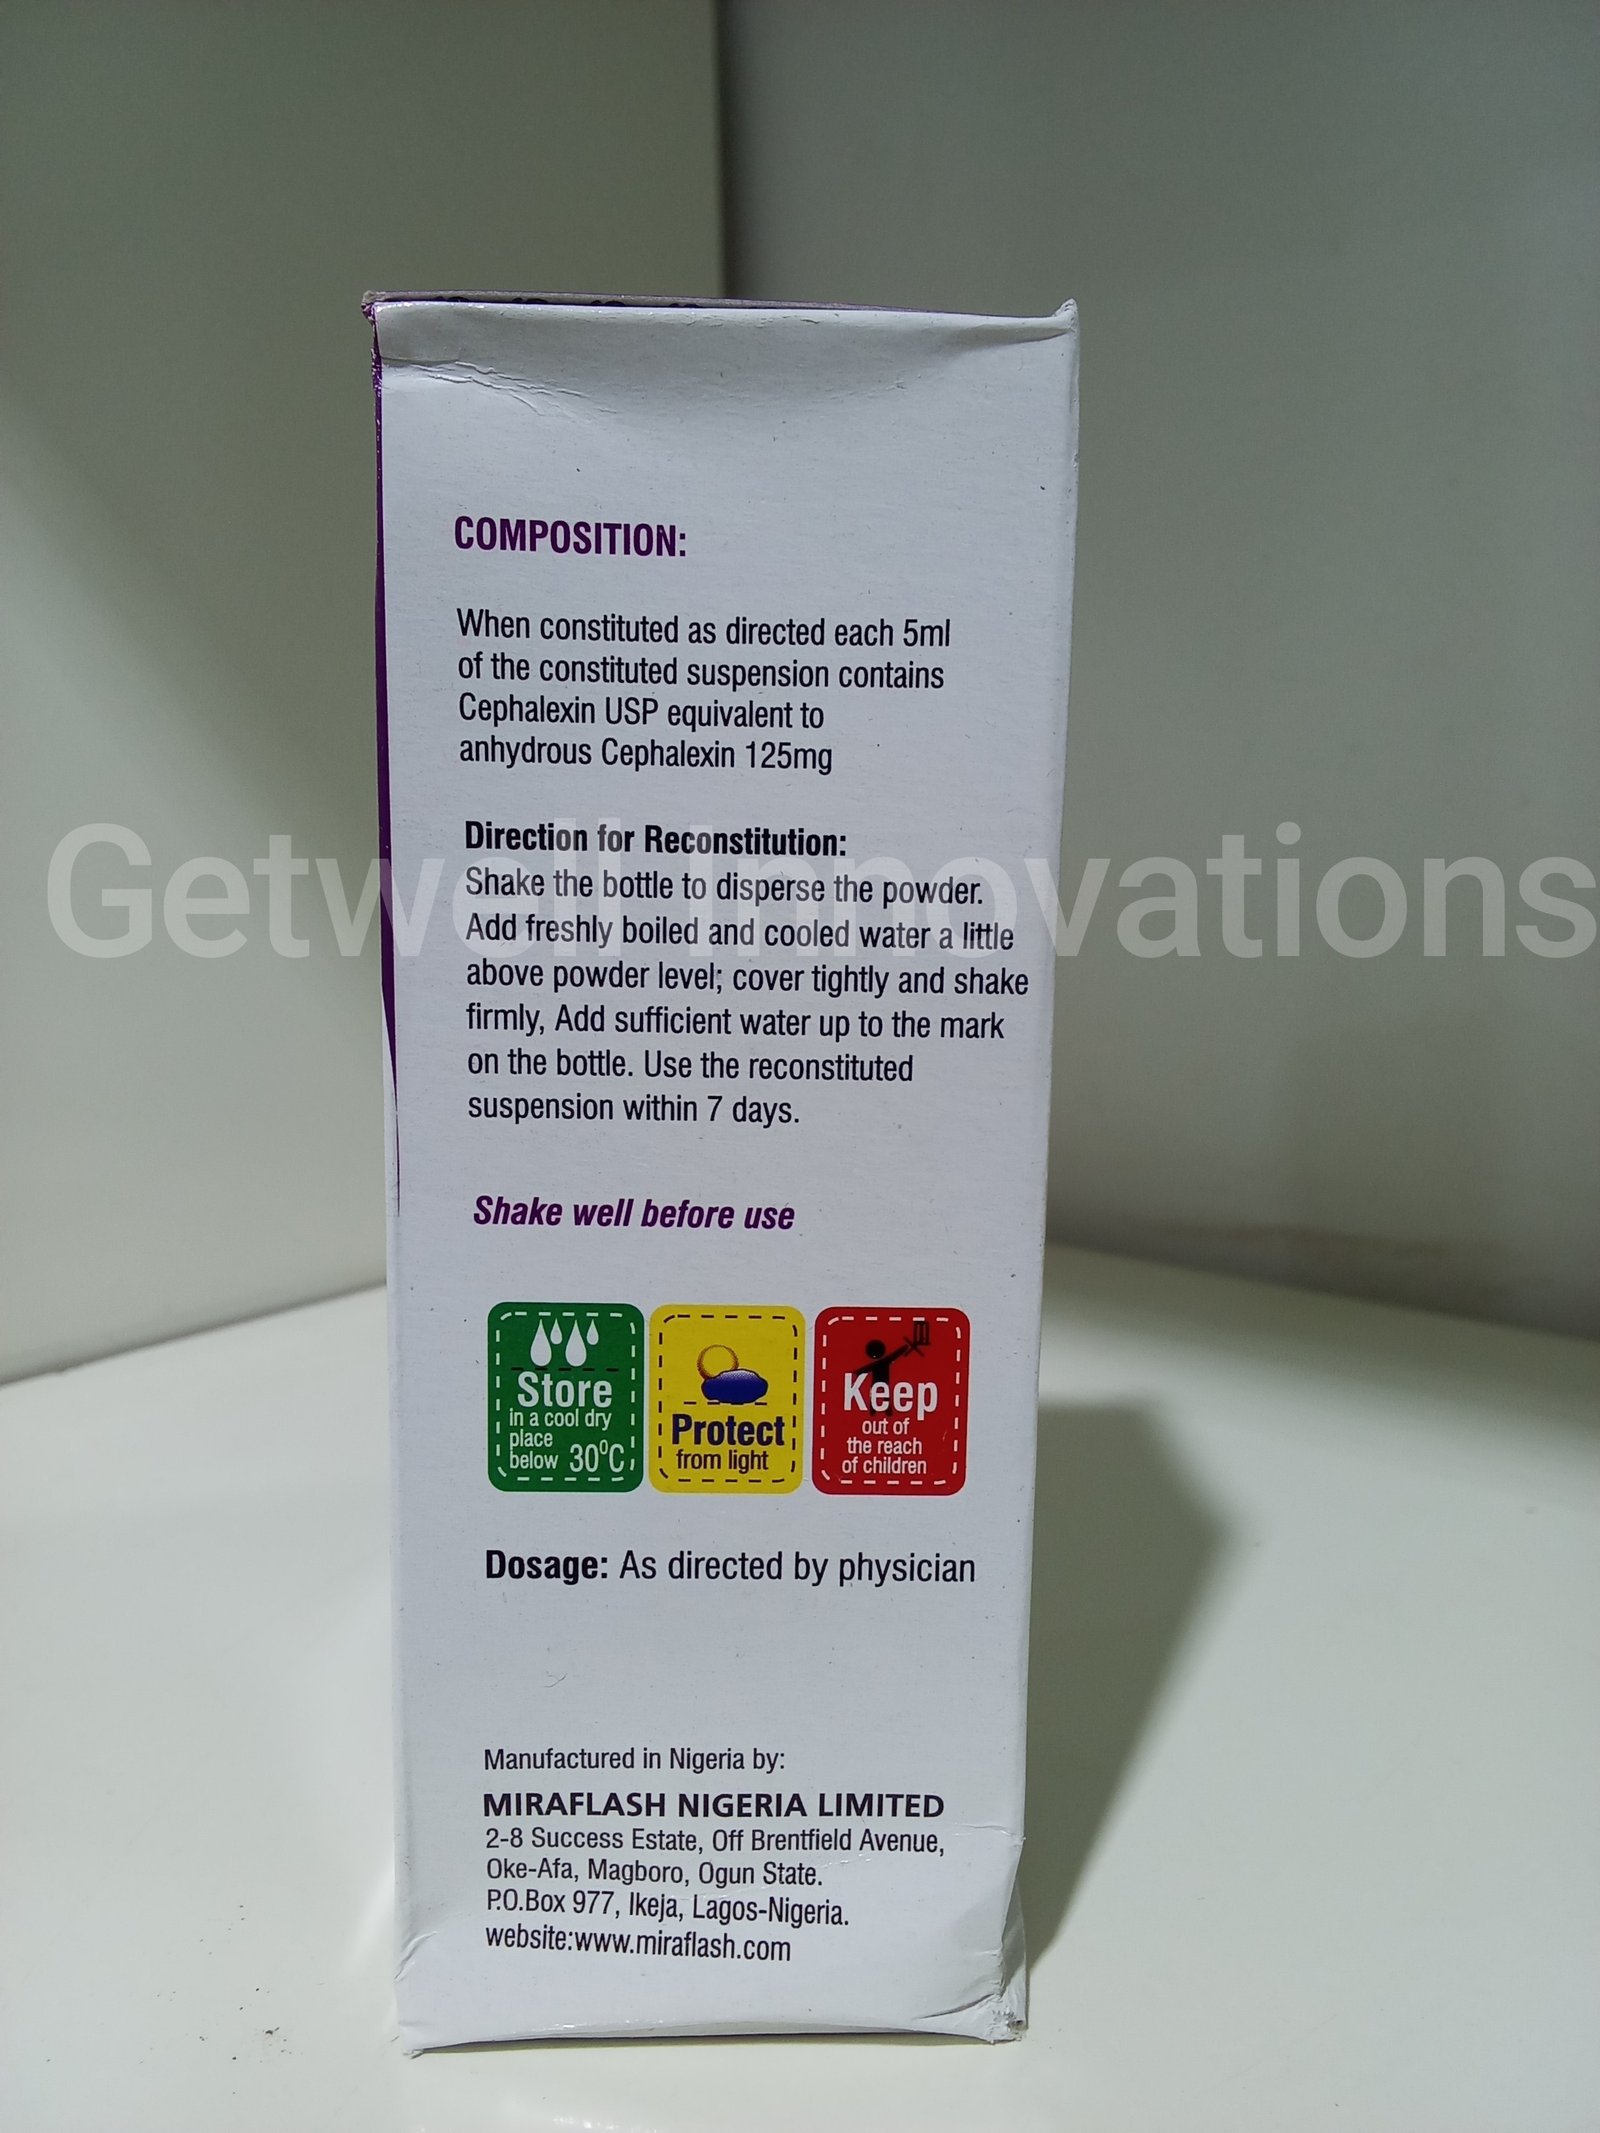 COMPOSITION:
When constituted as directed each 5ml
of the constituted suspension contains
Cephalexin USP equivalent to
anhydrous Cephalexin 125mg
Direction for Reconstitution:
Shake the bottle to disperse the powder.
Add freshly boiled and cooled water a little
above powder level; cover tightly and shake
firmly, Add sufficient water up to the mark
on the bottle. Use the reconstituted
suspension within 7 days.
Getwell Innovations
Shake well before use
Store
in a cool dry
place
below 30⁰C
Protect
from light
Keep
out of
the reach
of children
Dosage: As directed by physician
Manufactured in Nigeria by:
MIRAFLASH NIGERIA LIMITED
2-8 Success Estate, Off Brentfield Avenue,
Oke-Afa, Magboro, Ogun State.
P.O.Box 977, Ikeja, Lagos-Nigeria.
website:www.miraflash.com